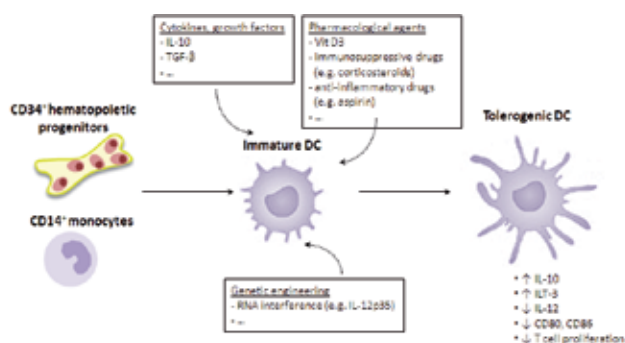 Cytokines, growth factors
- IL-10
- TGF-β
- ...
Pharmacological agents
- Vit D3
- Immunosuppressive drugs
(e.g. corticosteroids)
- anti-inflammatory drugs
(e.g. aspirin)
- ...
CD34⁺ hematopoietic
progenitors
CD14⁺ monocytes
Immature DC
Tolerogenic DC
Genetic engineering
- RNA interference (e.g. IL-12p35)
- ...
• ↑ IL-10
• ↑ ILT-3
• ↓ IL-12
• ↓ CD80, CD86
• ↓ T cell proliferation